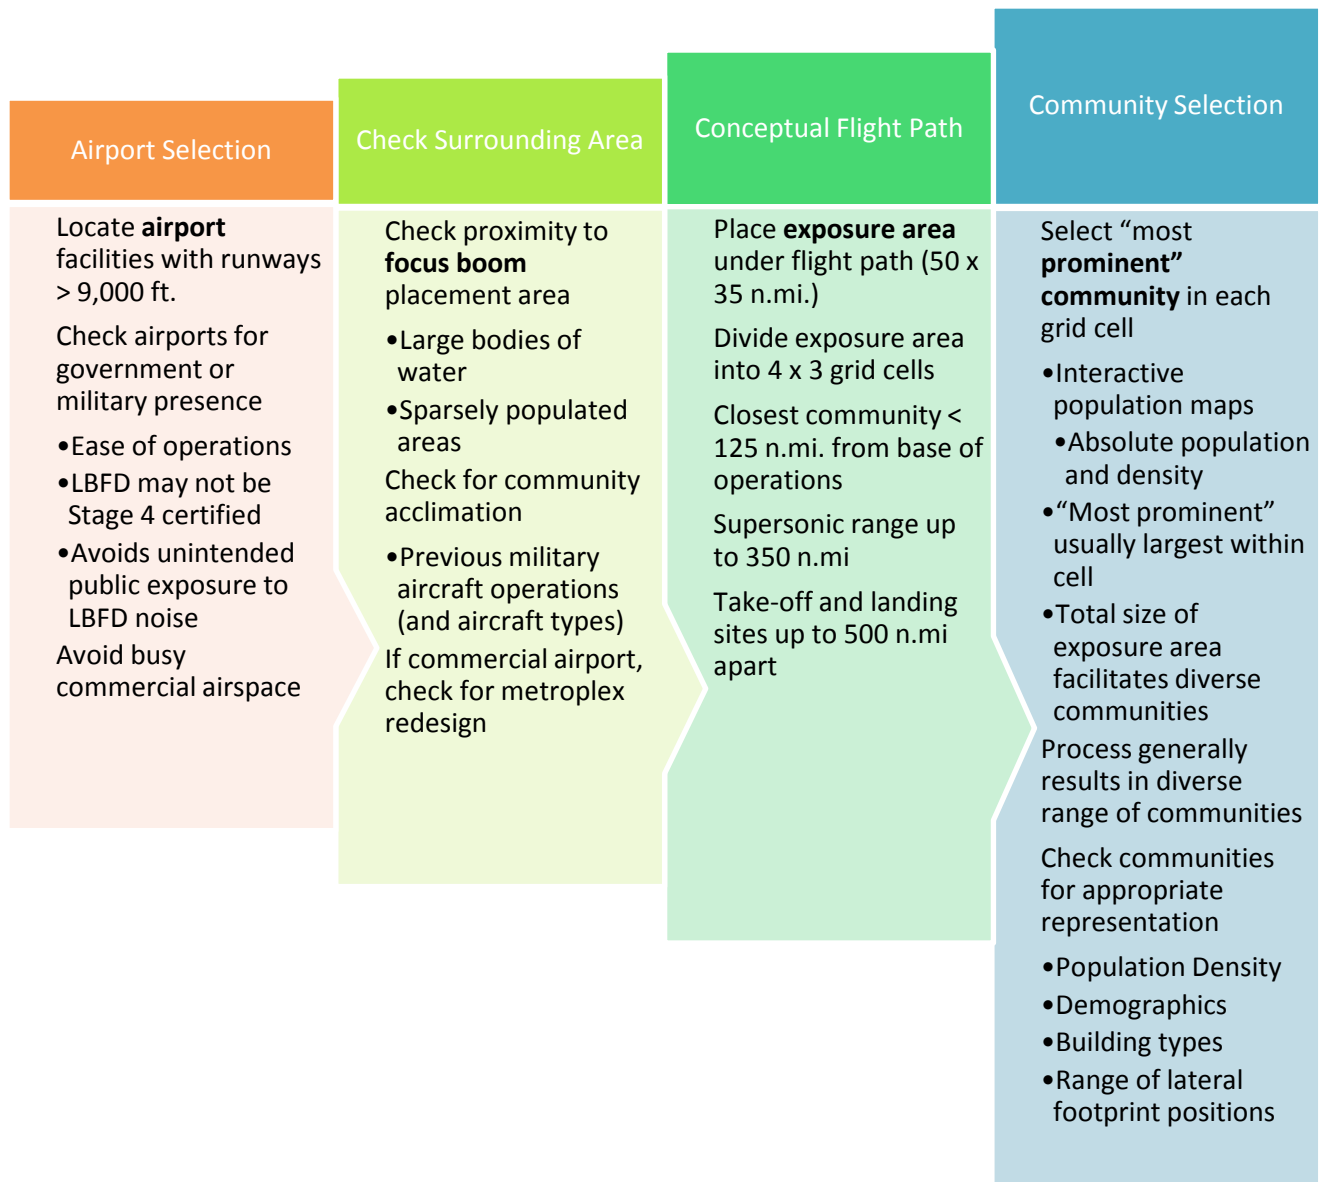 Airport Selection
Locate airport
facilities with runways
> 9,000 ft.
Check airports for
government or
military presence
•Ease of operations
•LBFD may not be
Stage 4 certified
•Avoids unintended
public exposure to
LBFD noise
Avoid busy
commercial airspace
Check Surrounding Area
Check proximity to
focus boom
placement area
•Large bodies of
water
•Sparsely populated
areas
Check for community
acclimation
•Previous military
aircraft operations
(and aircraft types)
If commercial airport,
check for metroplex
redesign
Conceptual Flight Path
Place exposure area
under flight path (50 x
35 n.mi.)
Divide exposure area
into 4 x 3 grid cells
Closest community <
125 n.mi. from base of
operations
Supersonic range up
to 350 n.mi
Take-off and landing
sites up to 500 n.mi
apart
Community Selection
Select “most
prominent”
community in each
grid cell
•Interactive
population maps
•Absolute population
and density
•“Most prominent”
usually largest within
cell
•Total size of
exposure area
facilitates diverse
communities
Process generally
results in diverse
range of communities
Check communities
for appropriate
representation
•Population Density
•Demographics
•Building types
•Range of lateral
footprint positions